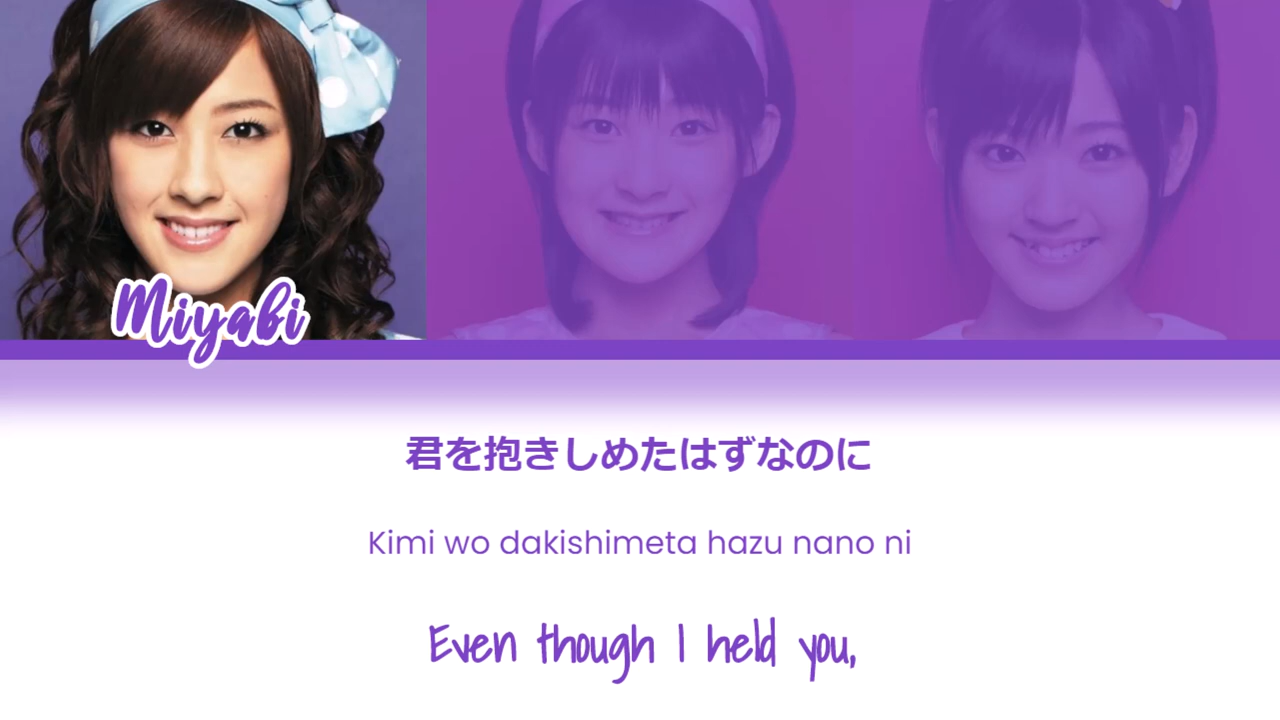 Miyabi
君を抱きしめたはずなのに
Kimi wo dakishimeta hazu nano ni
Even though I held you,